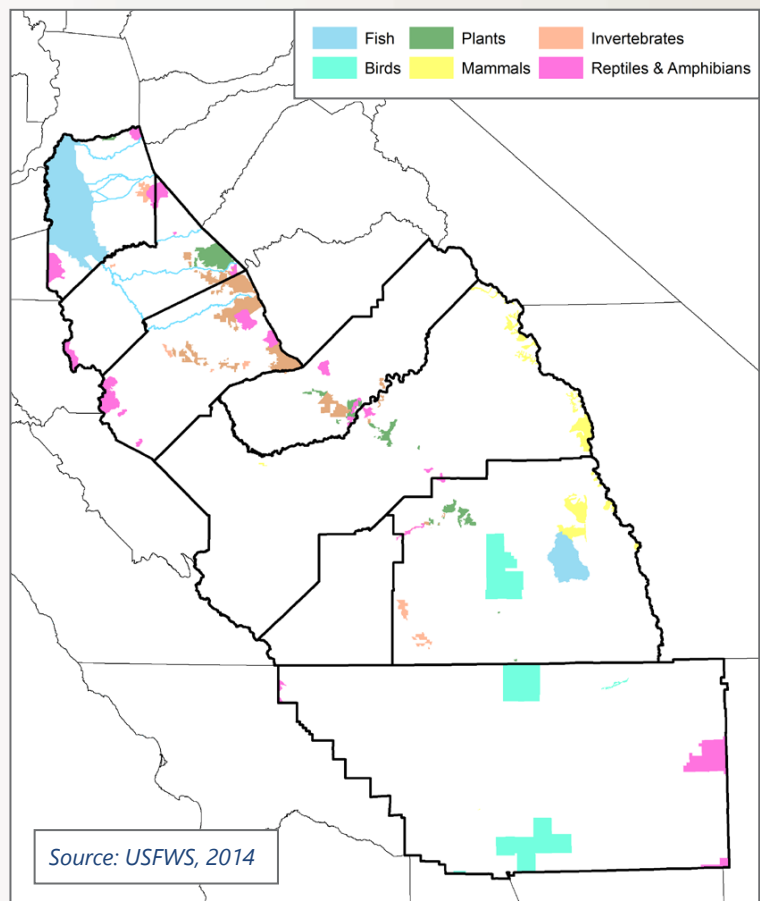 Fish Plants Invertebrates
Birds Mammals Reptiles & Amphibians
Source: USFWS, 2014